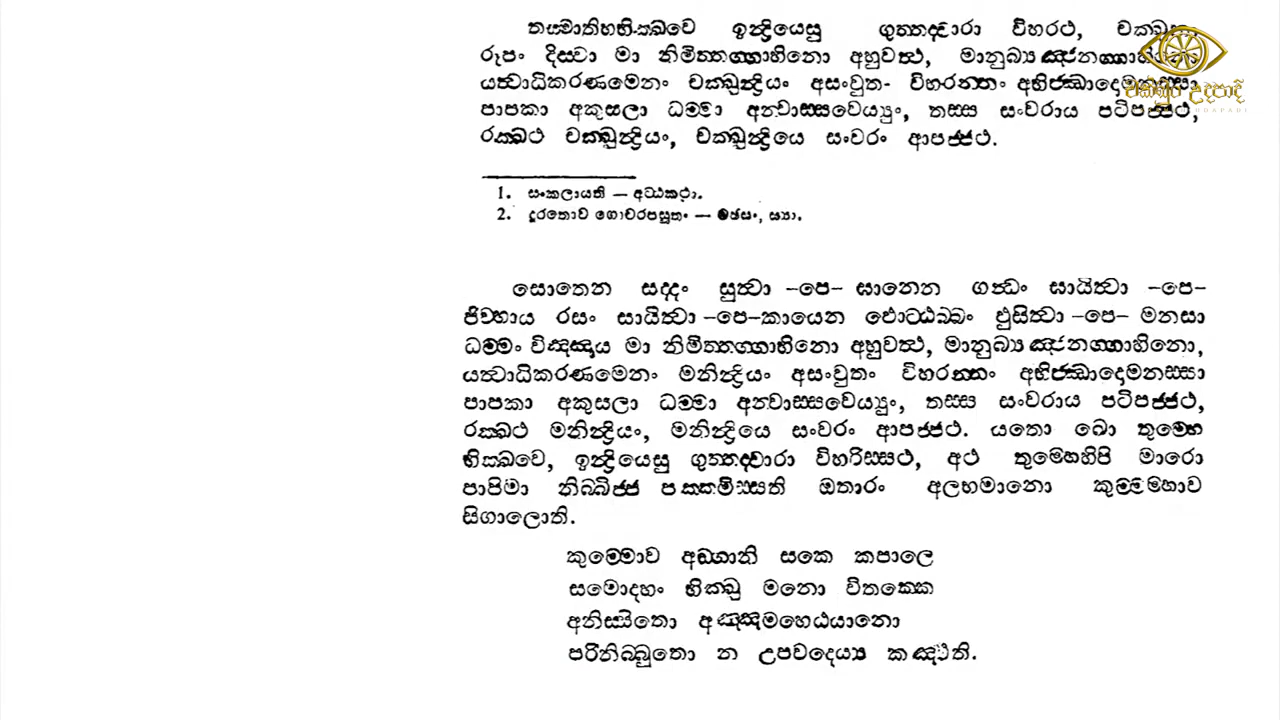 තස්මාතිහභික්ඛවෙ ඉන්ද්‍රියෙසු ගුත්තද්වාරා විහරථ, චක්ඛුනා
රූපං දිස්වා මා නිමිත්තග්ගාහිනො අහුවත්ථ, මානුබ්‍යඤ්ජනග්ගාහිනො
යත්වාධිකරණමෙනං චක්ඛුන්ද්‍රියං අසංවුත- විහරන්තං අභිජ්ඣාදොමනස්සා
පාපකා අකුසලා ධම්මා අන්වාස්සවෙය්‍යුං, තස්ස සංවරාය පටිපජ්ජථ,
රක්ඛථ චක්ඛුන්ද්‍රියං, චක්ඛුන්ද්‍රියෙ සංවරං ආපජ්ජථ.
1. සංකලායති – අට්ඨකථා.
2. දූරතොව ගොචරපසුතං – මඡසං, ස්‍යා.
සොතෙන සද්දං සුත්වා –පෙ– ඝානෙන ගන්ධං ඝායිත්වා –පෙ–
ජිව්හාය රසං සායිත්වා –පෙ–කායෙන ඵොට්ඨබ්බං ඵුසිත්වා –පෙ– මනසා
ධම්මං විඤ්ඤාය මා නිමිත්තග්ගාහිනො අහුවත්ථ, මානුබ්‍යඤ්ජනග්ගාහිනො,
යත්වාධිකරණමෙනං මනින්ද්‍රියං අසංවුතං විහරන්තං අභිජ්ඣාදොමනස්සා
පාපකා අකුසලා ධම්මා අන්වාස්සවෙය්‍යුං, තස්ස සංවරාය පටිපජ්ජථ,
රක්ඛථ මනින්ද්‍රියං, මනින්ද්‍රියෙ සංවරං ආපජ්ජථ. යතො ඛො තුම්හෙ
භික්ඛවෙ, ඉන්ද්‍රියෙසු ගුත්තද්වාරා විහරිස්සථ, අථ තුම්හෙහිපි මාරො
පාපිමා නිබ්බිජ්ජ පක්කමිස්සති ඔතාරං අලභමානො කුම්මම්හාව
සිගාලොති.
කුම්මොව අඞ්ගානි සකෙ කපාලෙ
සමොදහං භික්ඛු මනො විතක්කෙ
අනිස්සිතො අඤ්ඤමහෙඨයානො
පරිනිබ්බුතො න උපවදෙය්‍ය කඤ්චිති.
චක්ඛුං උදපාදි